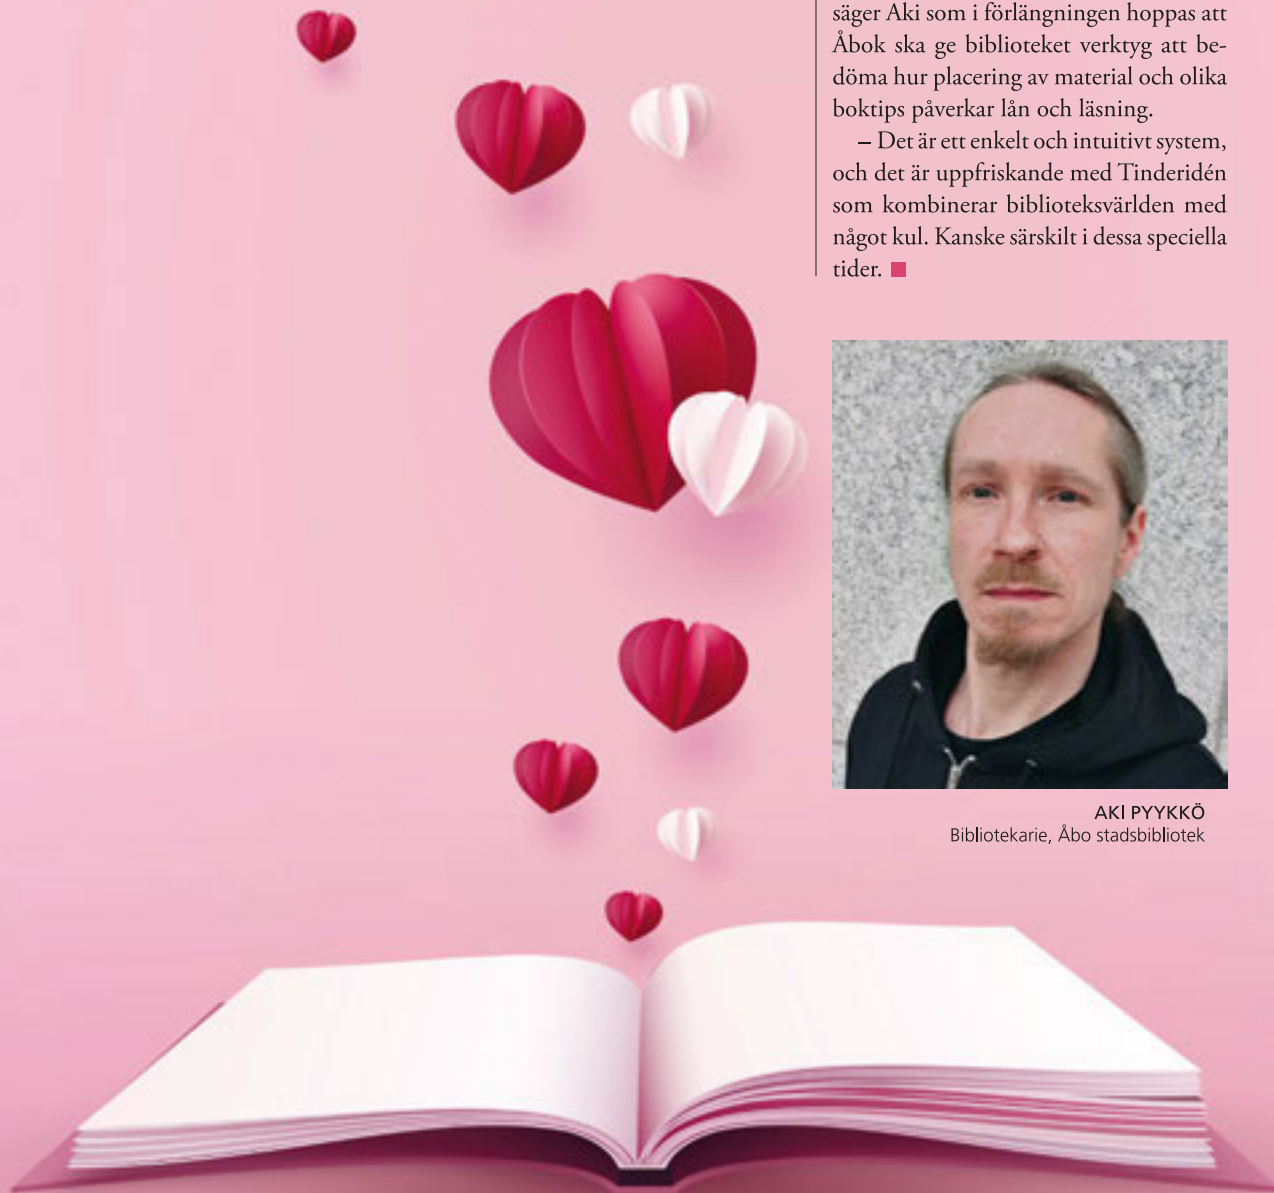 säger Aki som i förlängningen hoppas att
Åbok ska ge biblioteket verktyg att be-
döma hur placering av material och olika
boktips påverkar lån och läsning.
– Det är ett enkelt och intuitivt system,
och det är uppfriskande med Tinderidén
som kombinerar biblioteksvärlden med
något kul. Kanske särskilt i dessa speciella
tider.
AKI PYYKKÖ
Bibliotekarie, Åbo stadsbibliotek